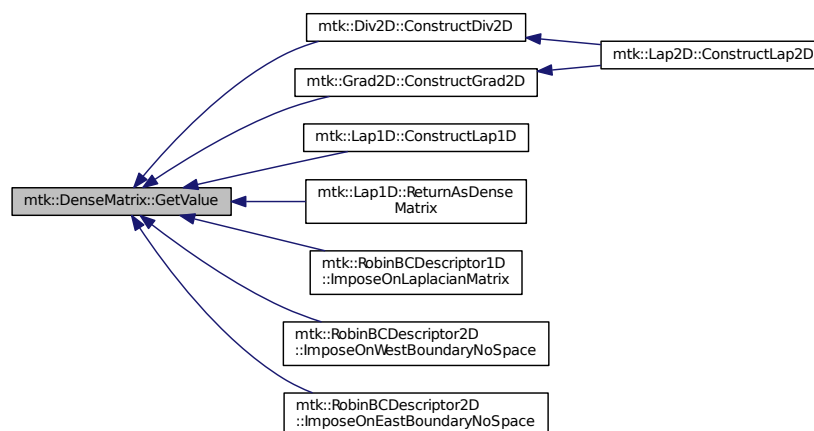 mtk::Div2D::ConstructDiv2D
mtk::Lap2D::ConstructLap2D
mtk::Grad2D::ConstructGrad2D
mtk::Lap1D::ConstructLap1D
mtk::DenseMatrix::GetValue
mtk::Lap1D::ReturnAsDense
Matrix
mtk::RobinBCDescriptor1D
::ImposeOnLaplacianMatrix
mtk::RobinBCDescriptor2D
::ImposeOnWestBoundaryNoSpace
mtk::RobinBCDescriptor2D
::ImposeOnEastBoundaryNoSpace